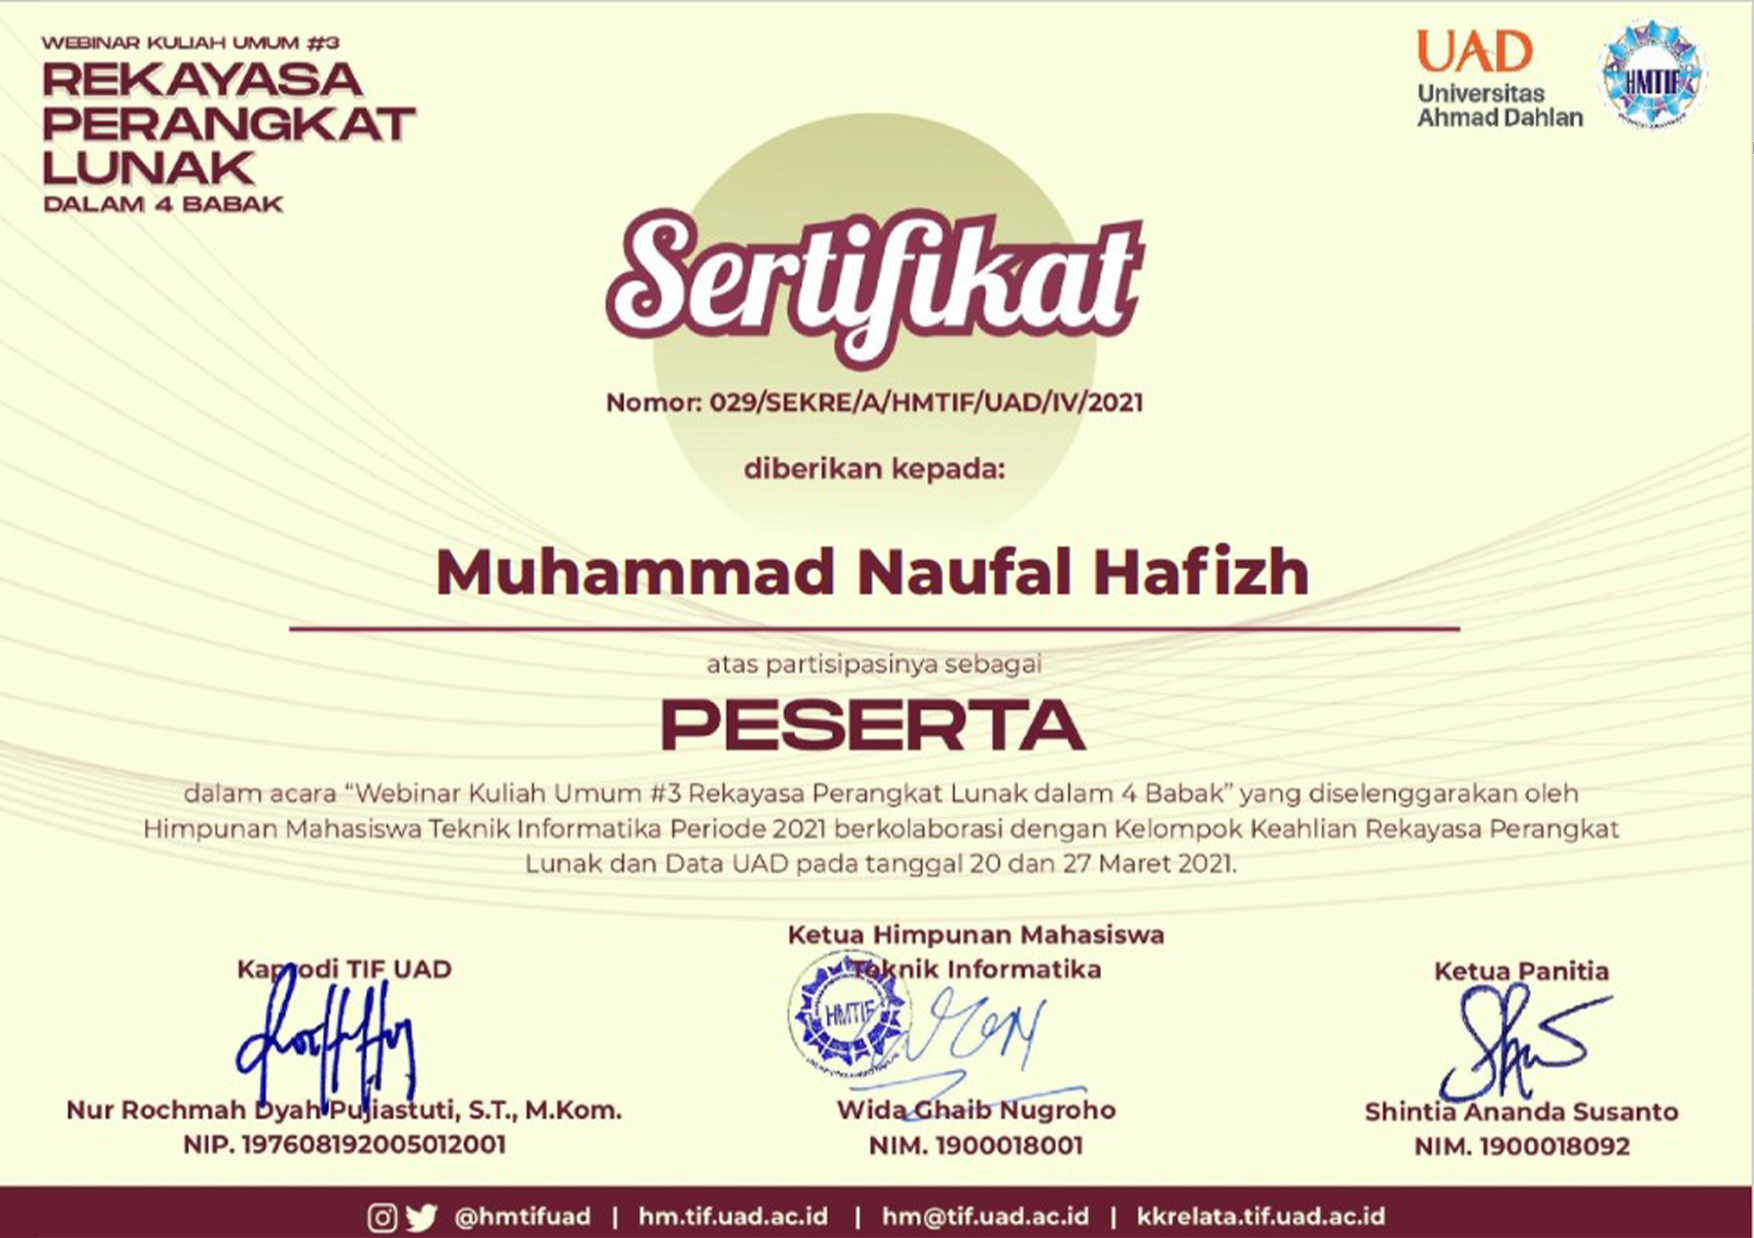 WEBINAR KULIAH UMUM #3
REKAYASA
PERANGKAT
LUNAK
DALAM 4 BABAK
UAD
Universitas
Ahmad Dahlan
HMTIF
Sertifikat
Nomor: 029/SEKRE/A/HMTIF/UAD/IV/2021
diberikan kepada:
Muhammad Naufal Hafizh
atas partisipasinya sebagai
PESERTA
dalam acara “Webinar Kuliah Umum #3 Rekayasa Perangkat Lunak dalam 4 Babak” yang diselenggarakan oleh
Himpunan Mahasiswa Teknik Informatika Periode 2021 berkolaborasi dengan Kelompok Keahlian Rekayasa Perangkat
Lunak dan Data UAD pada tanggal 20 dan 27 Maret 2021.
Kaprodi TIF UAD
Nur Rochmah Dyah Pujiastuti, S.T., M.Kom.
NIP. 197608192005012001
Ketua Himpunan Mahasiswa
Teknik Informatika
HMTIF
Wida Ghaib Nugroho
NIM. 1900018001
Ketua Panitia
Shintia Ananda Susanto
NIM. 1900018092
@hmtifuad | hm.tif.uad.ac.id | hm@tif.uad.ac.id | kkrelata.tif.uad.ac.id